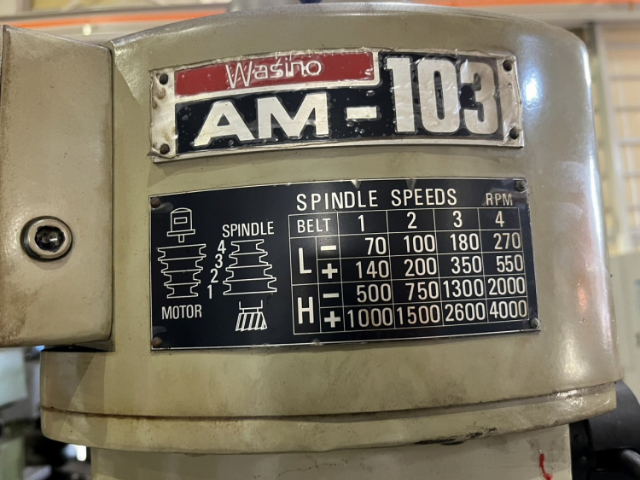 Wasino
AM-103
SPINDLE SPEEDS RPM
BELT 1 2 3 4
L - 70 100 180 270
+ 140 200 350 550
H - 500 750 1300 2000
+ 1000 1500 2600 4000
SPINDLE
4
3
2
1
MOTOR